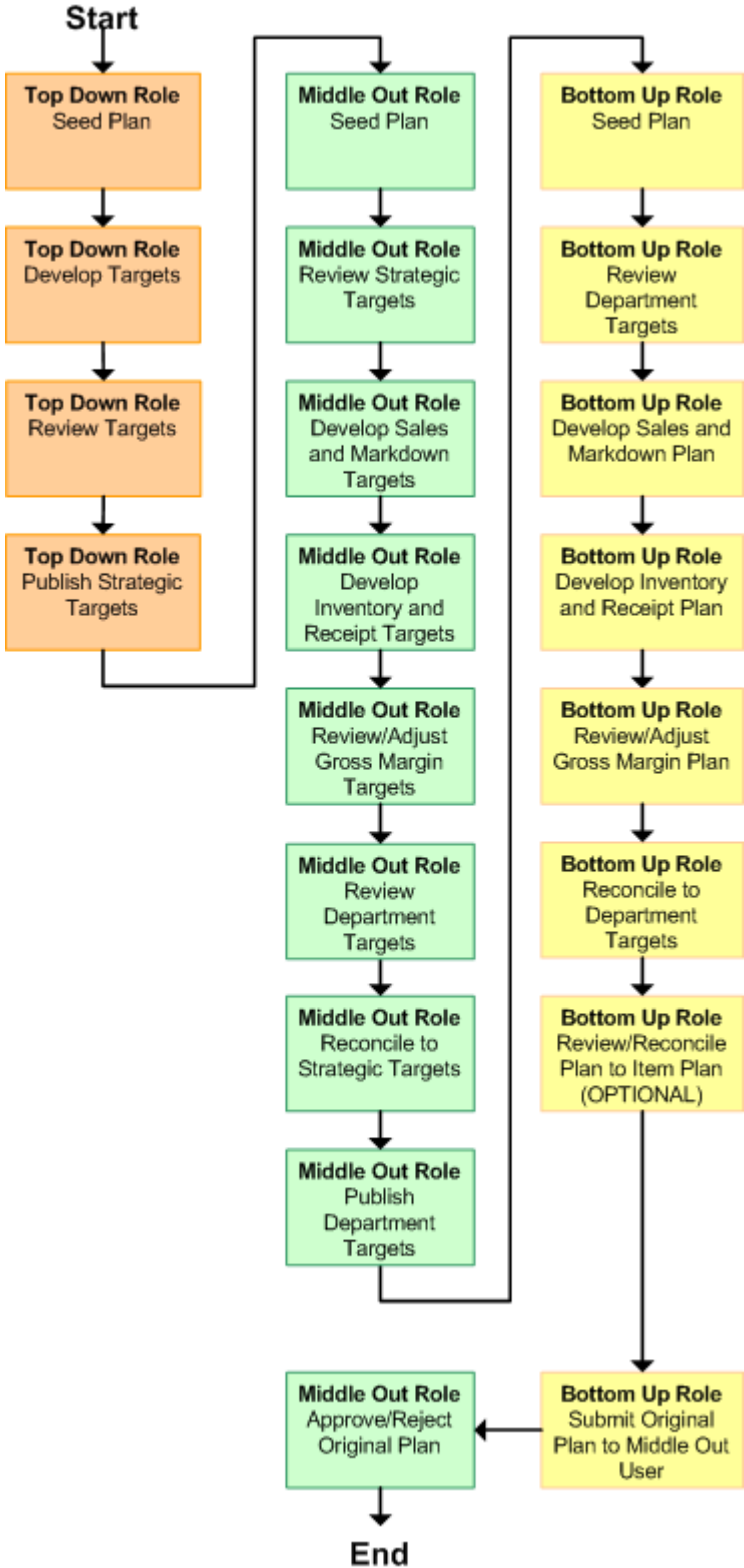 Start
Top Down Role
Seed Plan
Top Down Role
Develop Targets
Top Down Role
Review Targets
Top Down Role
Publish Strategic
Targets
Middle Out Role
Seed Plan
Middle Out Role
Review Strategic
Targets
Middle Out Role
Develop Sales
and Markdown
Targets
Middle Out Role
Develop
Inventory and
Receipt Targets
Middle Out Role
Review/Adjust
Gross Margin
Targets
Middle Out Role
Review
Department
Targets
Middle Out Role
Reconcile to
Strategic Targets
Middle Out Role
Publish
Department
Targets
Bottom Up Role
Seed Plan
Bottom Up Role
Review
Department
Targets
Bottom Up Role
Develop Sales and
Markdown Plan
Bottom Up Role
Develop Inventory
and Receipt Plan
Bottom Up Role
Review/Adjust
Gross Margin Plan
Bottom Up Role
Reconcile to
Department
Targets
Bottom Up Role
Review/Reconcile
Plan to Item Plan
(OPTIONAL)
Bottom Up Role
Submit Original
Plan to Middle Out
User
Middle Out Role
Approve/Reject
Original Plan
End